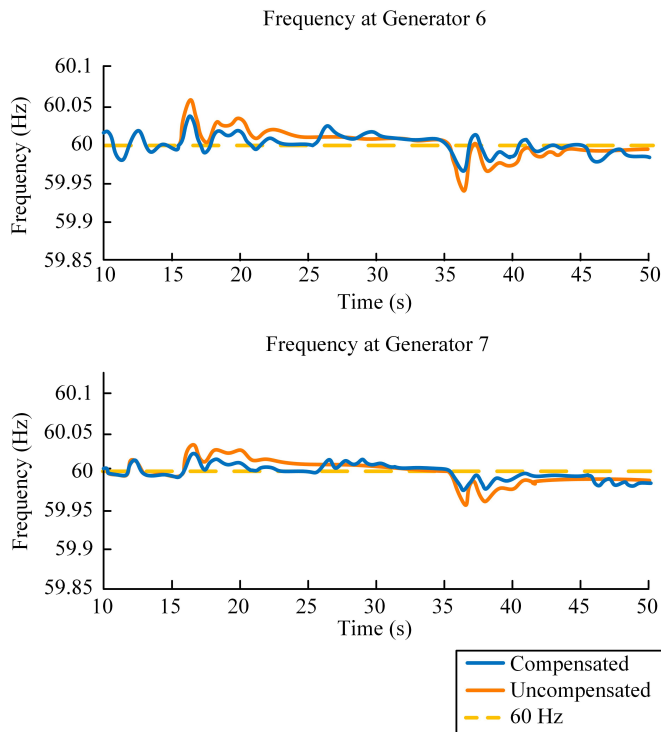 Frequency at Generator 6
Frequency (Hz)
60.1
60.05
60
59.95
59.9
59.85
10 15 20 25 30 35 40 45 50
Time (s)
Frequency at Generator 7
Frequency (Hz)
60.1
60.05
60
59.95
59.9
59.85
10 15 20 25 30 35 40 45 50
Time (s)
Compensated
Uncompensated
60 Hz